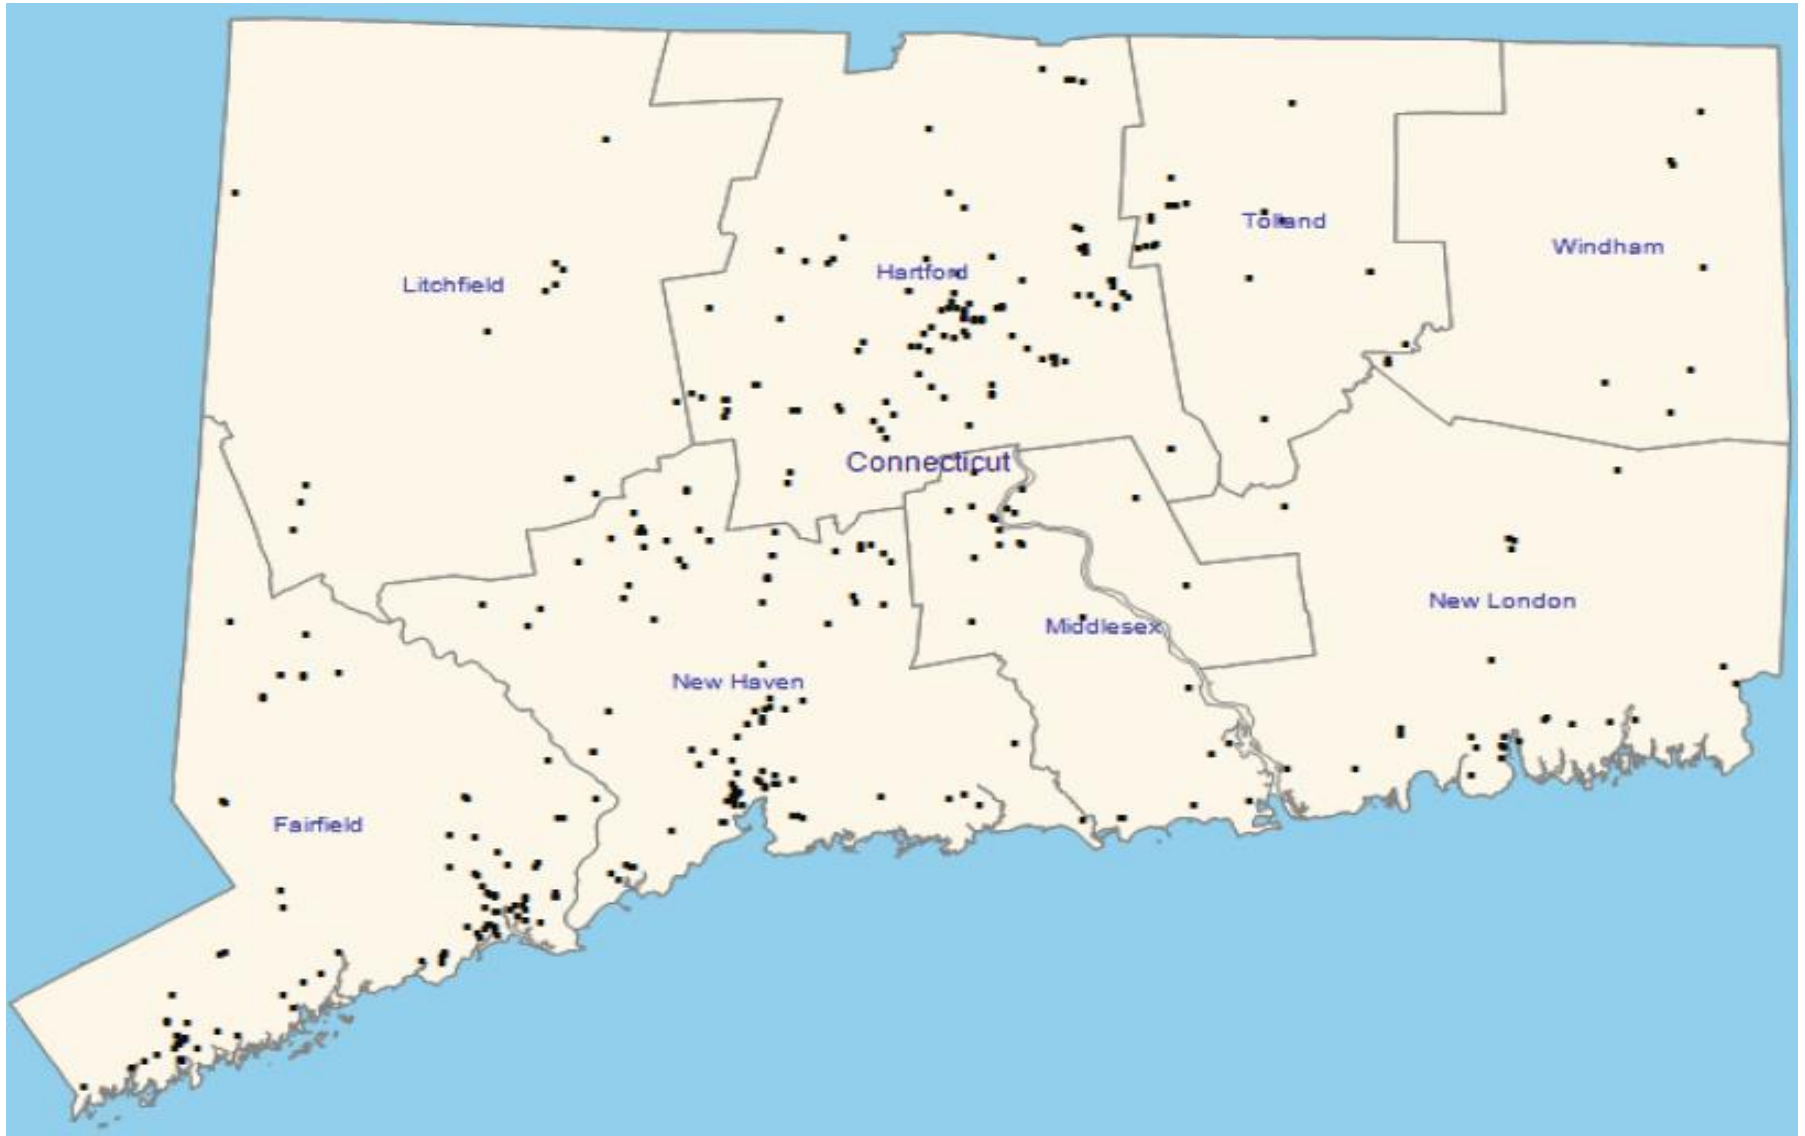 Tolland
Windham
Hartford
Litchfield
Connecticut
New London
Middlesex
New Haven
Fairfield